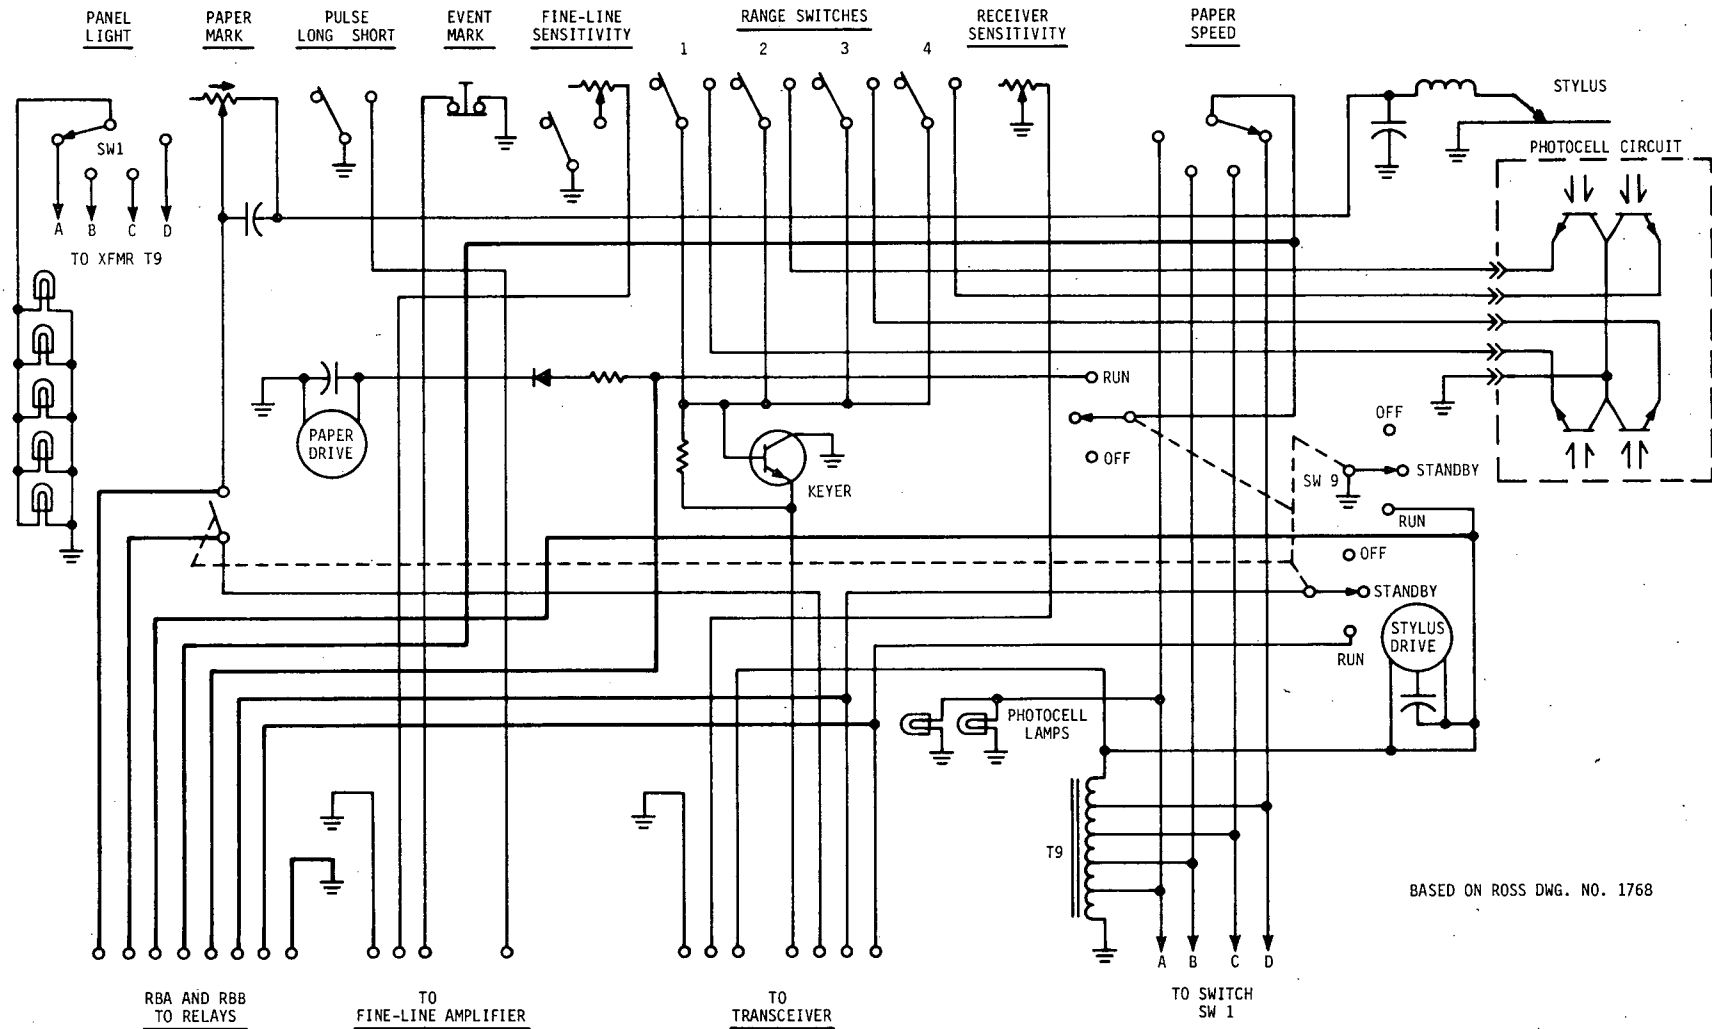 PANEL
LIGHT
PAPER
MARK
PULSE
LONG SHORT
EVENT
MARK
FINE-LINE
SENSITIVITY
RANGE SWITCHES
1 2 3 4
RECEIVER
SENSITIVITY
PAPER
SPEED
STYLUS
PHOTOCELL CIRCUIT
SW1
A B C D
TO XFMR T9
PAPER
DRIVE
KEYER
RUN
OFF
OFF
SW 9 STANDBY
RUN
OFF
STANDBY
RUN
STYLUS
DRIVE
PHOTOCELL
LAMPS
T9
BASED ON ROSS DWG. NO. 1768
A B C D
TO SWITCH
SW 1
RBA AND RBB
TO RELAYS
TO
FINE-LINE AMPLIFIER
TO
TRANSCEIVER